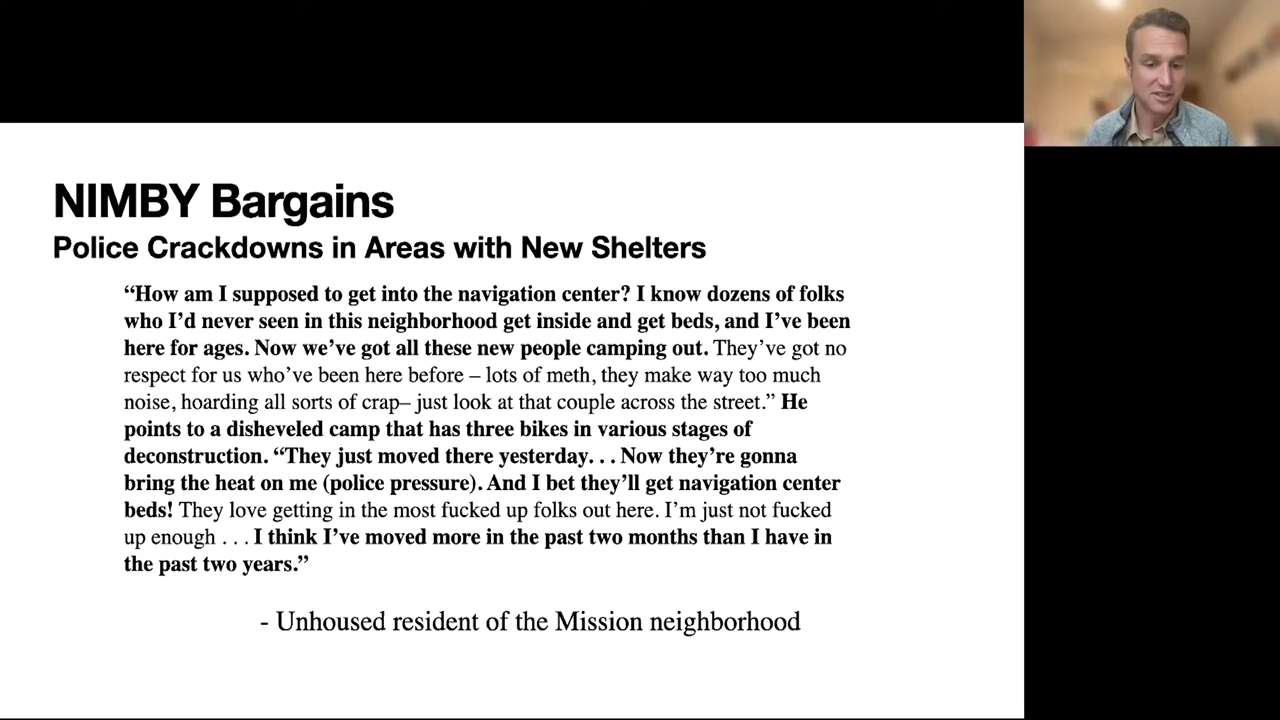 NIMBY Bargains
Police Crackdowns in Areas with New Shelters
“How am I supposed to get into the navigation center? I know dozens of folks
who I’d never seen in this neighborhood get inside and get beds, and I’ve been
here for ages. Now we’ve got all these new people camping out. They’ve got no
respect for us who’ve been here before – lots of meth, they make way too much
noise, hoarding all sorts of crap– just look at that couple across the street.” He
points to a disheveled camp that has three bikes in various stages of
deconstruction. “They just moved there yesterday. . . Now they’re gonna
bring the heat on me (police pressure). And I bet they’ll get navigation center
beds! They love getting in the most fucked up folks out here. I’m just not fucked
up enough . . . I think I’ve moved more in the past two months than I have in
the past two years.”
- Unhoused resident of the Mission neighborhood